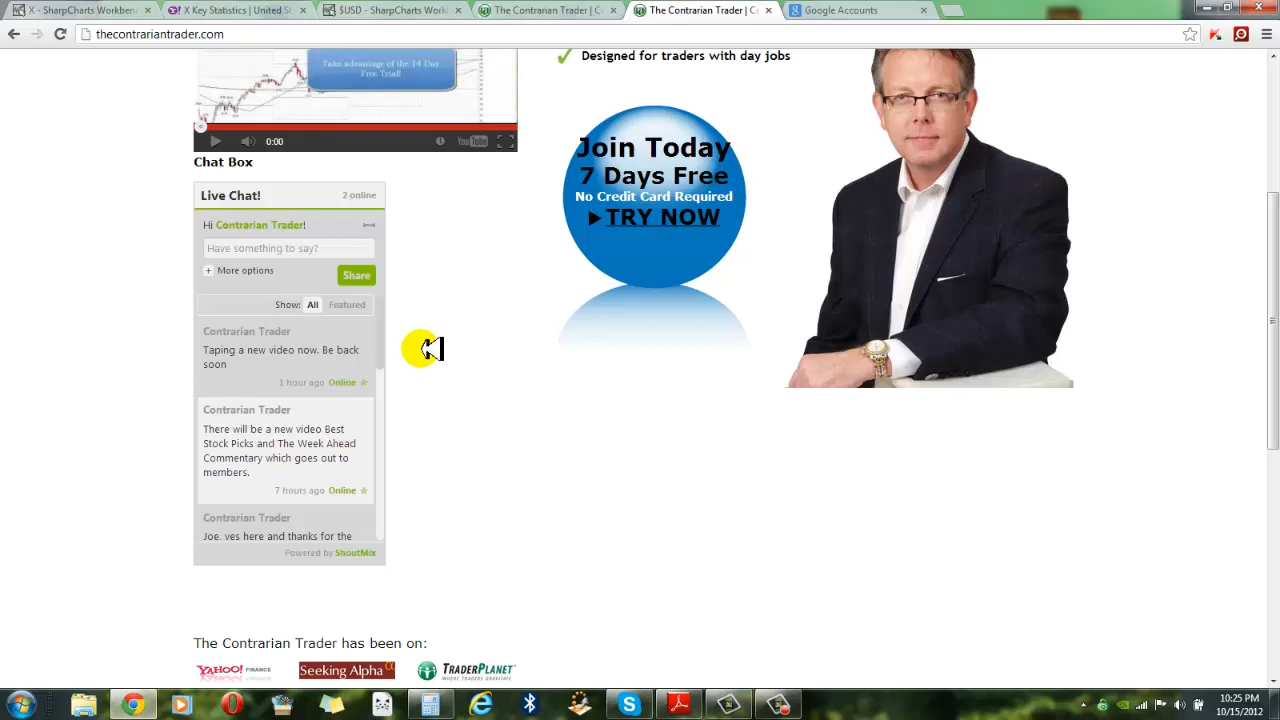 X - SharpCharts Workben
X Key Statistics | United St
$USD - SharpCharts Workb
The Contrarian Trader | C
The Contrarian Trader | C
Google Accounts
thecontrariantrader.com
Take advantage of the 14 Day
Free Trial!
Designed for traders with day jobs
0:00
YouTube
Join Today
7 Days Free
No Credit Card Required
►TRY NOW
Chat Box
Live Chat!
2 online
Hi Contrarian Trader!
Have something to say?
+ More options
Share
Show: All Featured
Contrarian Trader
Taping a new video now. Be back
soon
1 hour ago Online
Contrarian Trader
There will be a new video Best
Stock Picks and The Week Ahead
Commentary which goes out to
members.
7 hours ago Online
Contrarian Trader
Joe, yes here and thanks for the
Powered by ShoutMix
The Contrarian Trader has been on:
YAHOO! FINANCE
Seeking Alpha α
TRADERPLANET
10:25 PM
10/15/2012